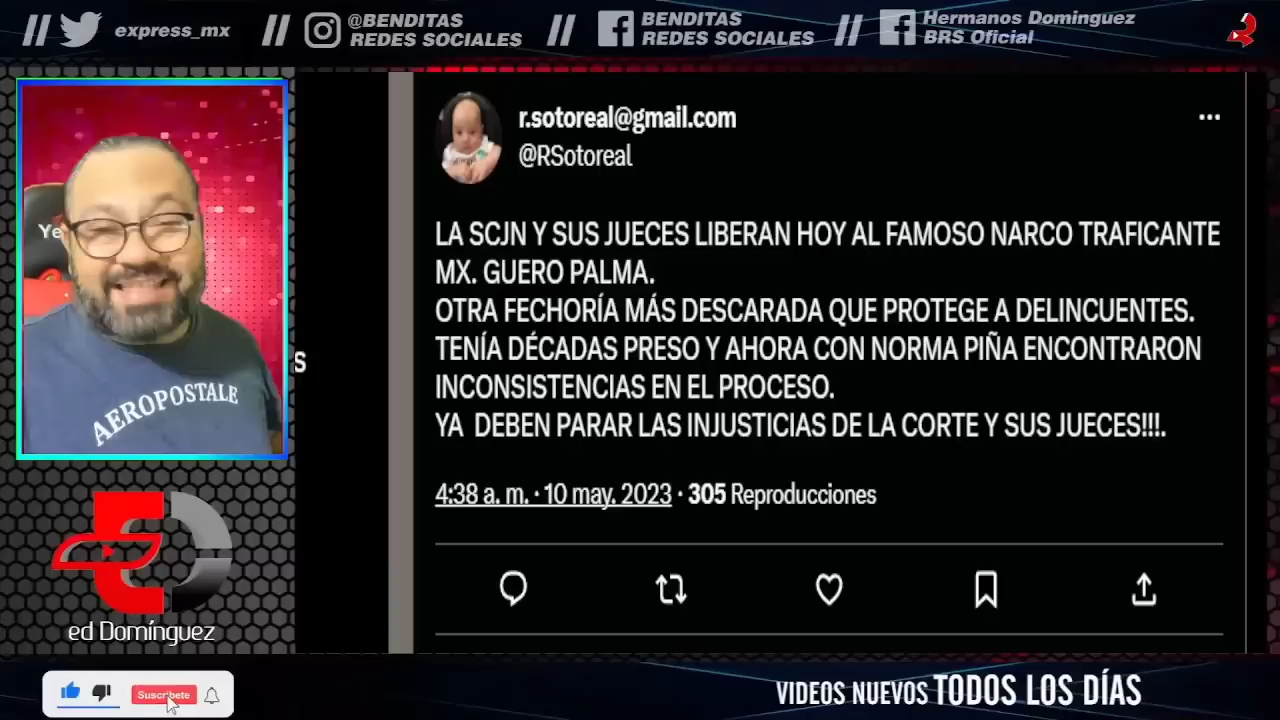 express_mx
@BENDITAS
REDES SOCIALES
BENDITAS
REDES SOCIALES
Hermanos Dominguez
BRS Oficial
r.sotoreal@gmail.com
@RSotoreal
LA SCJN Y SUS JUECES LIBERAN HOY AL FAMOSO NARCO TRAFICANTE
MX. GUERO PALMA.
OTRA FECHORÍA MÁS DESCARADA QUE PROTEGE A DELINCUENTES.
TENÍA DÉCADAS PRESO Y AHORA CON NORMA PIÑA ENCONTRARON
INCONSISTENCIAS EN EL PROCESO.
YA DEBEN PARAR LAS INJUSTICIAS DE LA CORTE Y SUS JUECES!!!.
4:38 a. m. · 10 may. 2023 · 305 Reproducciones
Ye
S
AEROPOSTALE
ed Domínguez
Suscríbete
VIDEOS NUEVOS TODOS LOS DÍAS